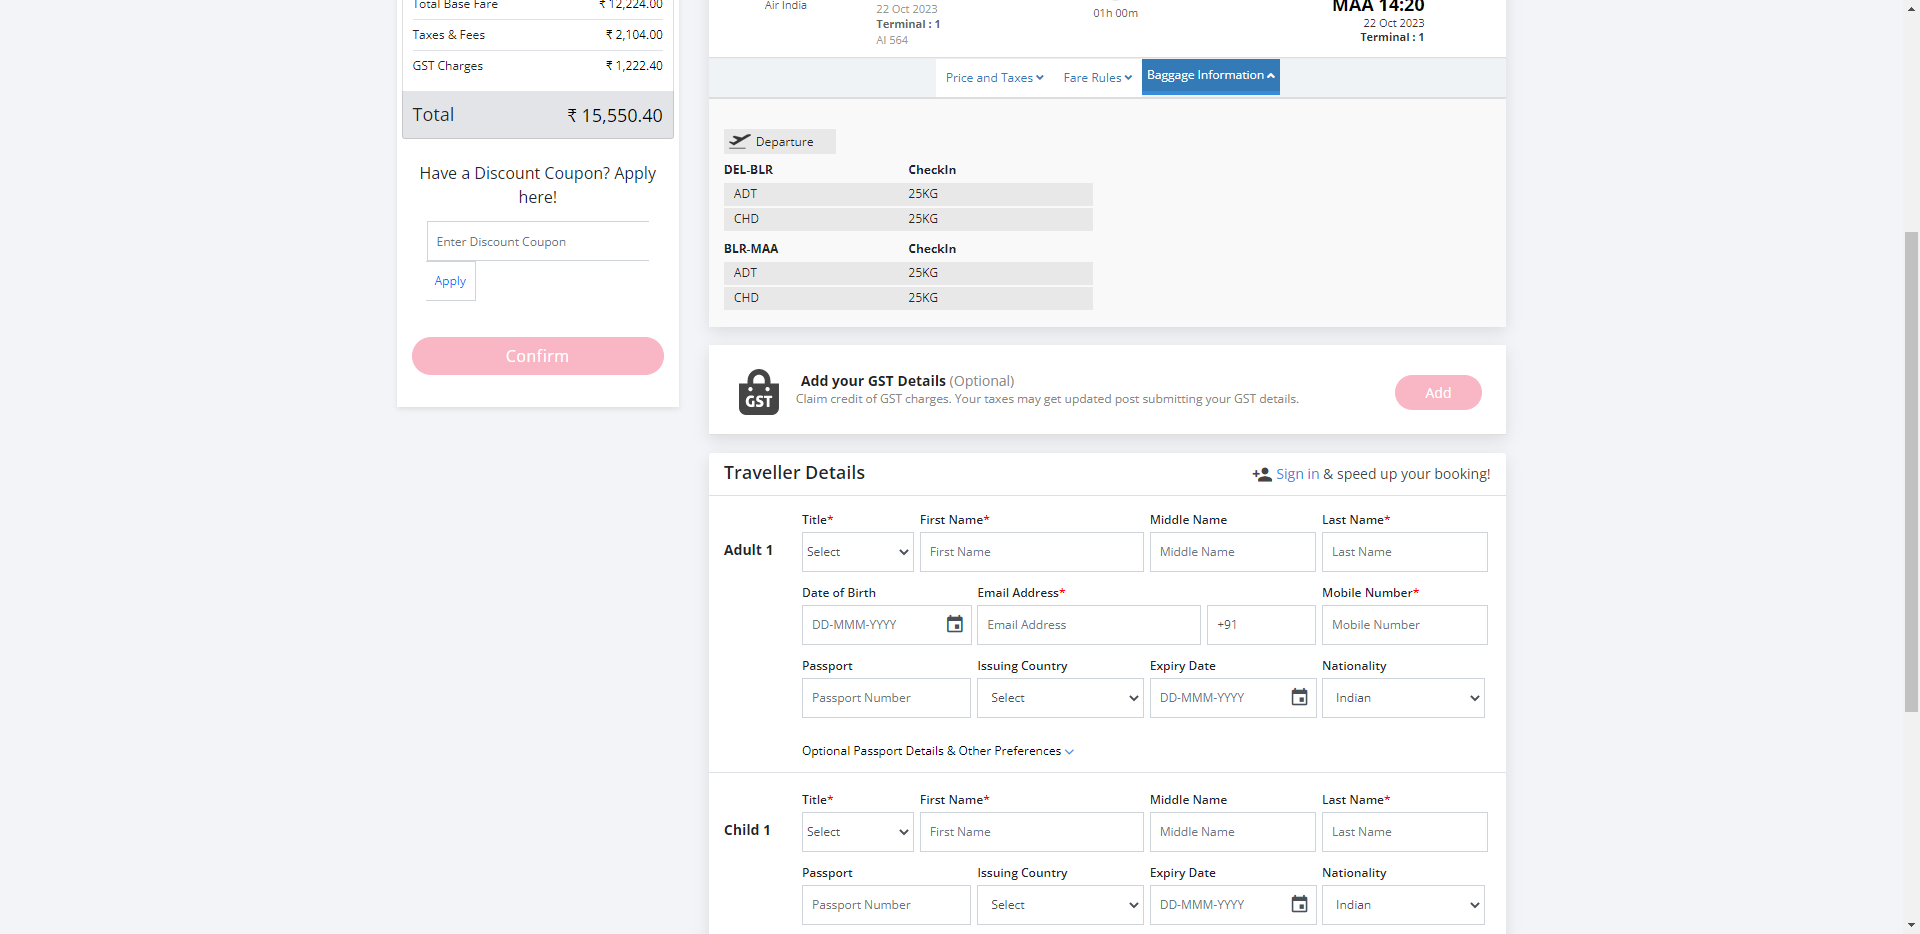 Total Base Fare ₹ 12,224.00
Taxes & Fees ₹ 2,104.00
GST Charges ₹ 1,222.40
Total ₹ 15,550.40
Have a Discount Coupon? Apply
here!
Enter Discount Coupon
Apply
Confirm
Air India
22 Oct 2023
Terminal : 1
AI 564
01h 00m
MAA 14:20
22 Oct 2023
Terminal : 1
Price and Taxes Fare Rules Baggage Information
Departure
DEL-BLR CheckIn
ADT 25KG
CHD 25KG
BLR-MAA CheckIn
ADT 25KG
CHD 25KG
GST
Add your GST Details (Optional)
Claim credit of GST charges. Your taxes may get updated post submitting your GST details.
Add
Traveller Details Sign in & speed up your booking!
Adult 1
Title* First Name* Middle Name Last Name*
Select First Name Middle Name Last Name
Date of Birth Email Address* Mobile Number*
DD-MMM-YYYY Email Address +91 Mobile Number
Passport Issuing Country Expiry Date Nationality
Passport Number Select DD-MMM-YYYY Indian
Optional Passport Details & Other Preferences
Child 1
Title* First Name* Middle Name Last Name*
Select First Name Middle Name Last Name
Passport Issuing Country Expiry Date Nationality
Passport Number Select DD-MMM-YYYY Indian